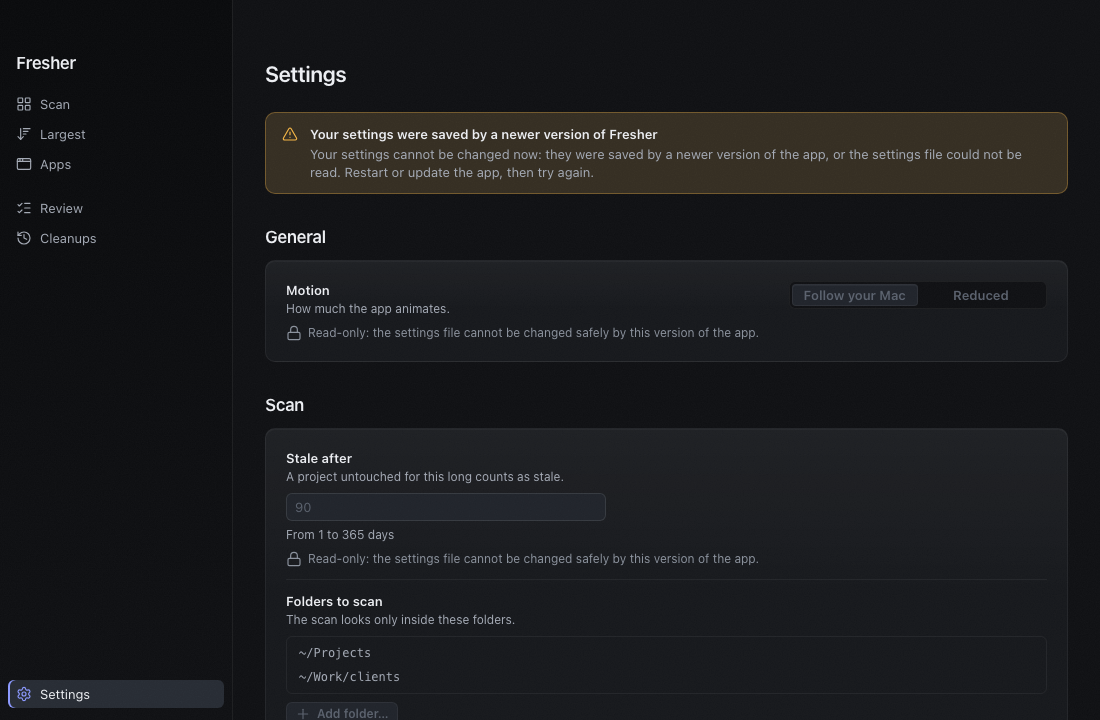 Fresher
Scan
Largest
Apps
Review
Cleanups
Settings
Settings
Your settings were saved by a newer version of Fresher
Your settings cannot be changed now: they were saved by a newer version of the app, or the settings file could not be
read. Restart or update the app, then try again.
General
Motion
How much the app animates.
Follow your Mac
Reduced
Read-only: the settings file cannot be changed safely by this version of the app.
Scan
Stale after
A project untouched for this long counts as stale.
90
From 1 to 365 days
Read-only: the settings file cannot be changed safely by this version of the app.
Folders to scan
The scan looks only inside these folders.
~/Projects
~/Work/clients
Add folder...